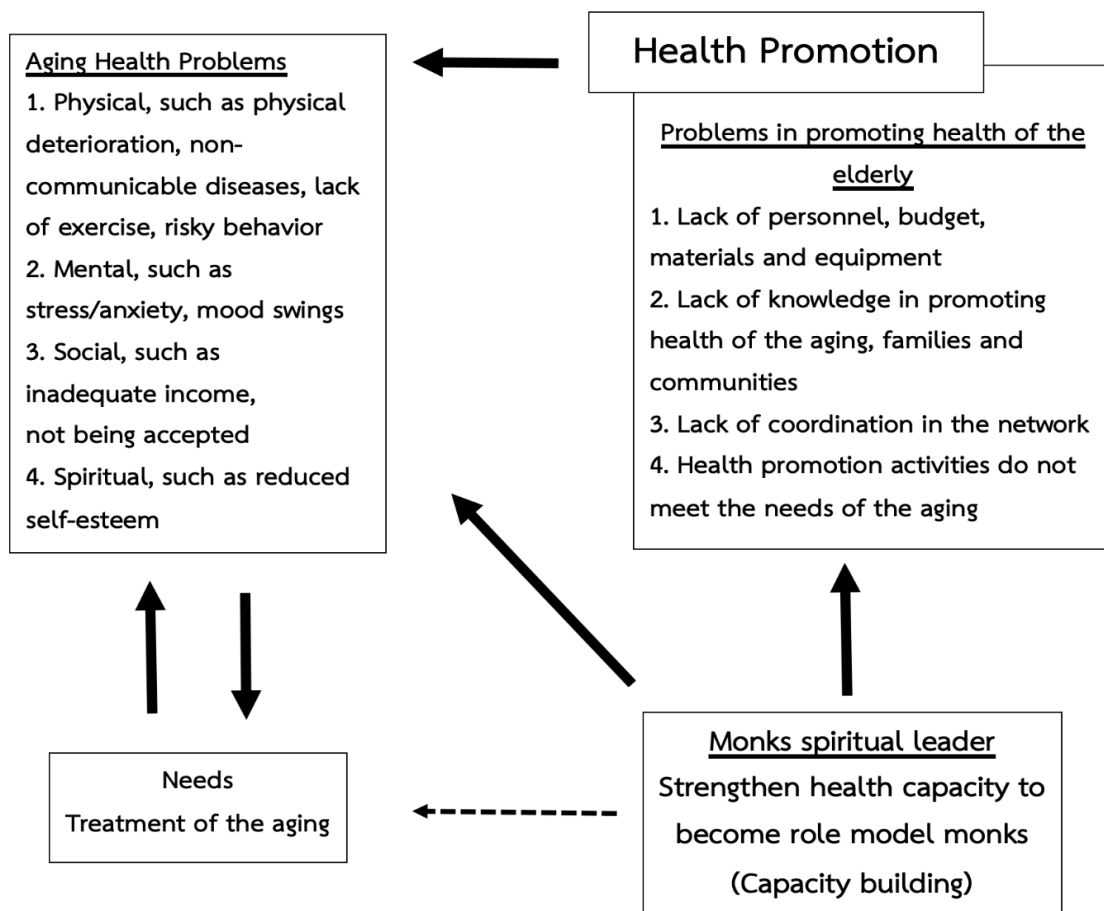 Aging Health Problems
1. Physical, such as physical
deterioration, non-
communicable diseases, lack
of exercise, risky behavior
2. Mental, such as
stress/anxiety, mood swings
3. Social, such as
inadequate income,
not being accepted
4. Spiritual, such as reduced
self-esteem
Health Promotion
Problems in promoting health of the
elderly
1. Lack of personnel, budget,
materials and equipment
2. Lack of knowledge in promoting
health of the aging, families and
communities
3. Lack of coordination in the network
4. Health promotion activities do not
meet the needs of the aging
Needs
Treatment of the aging
Monks spiritual leader
Strengthen health capacity to
become role model monks
(Capacity building)